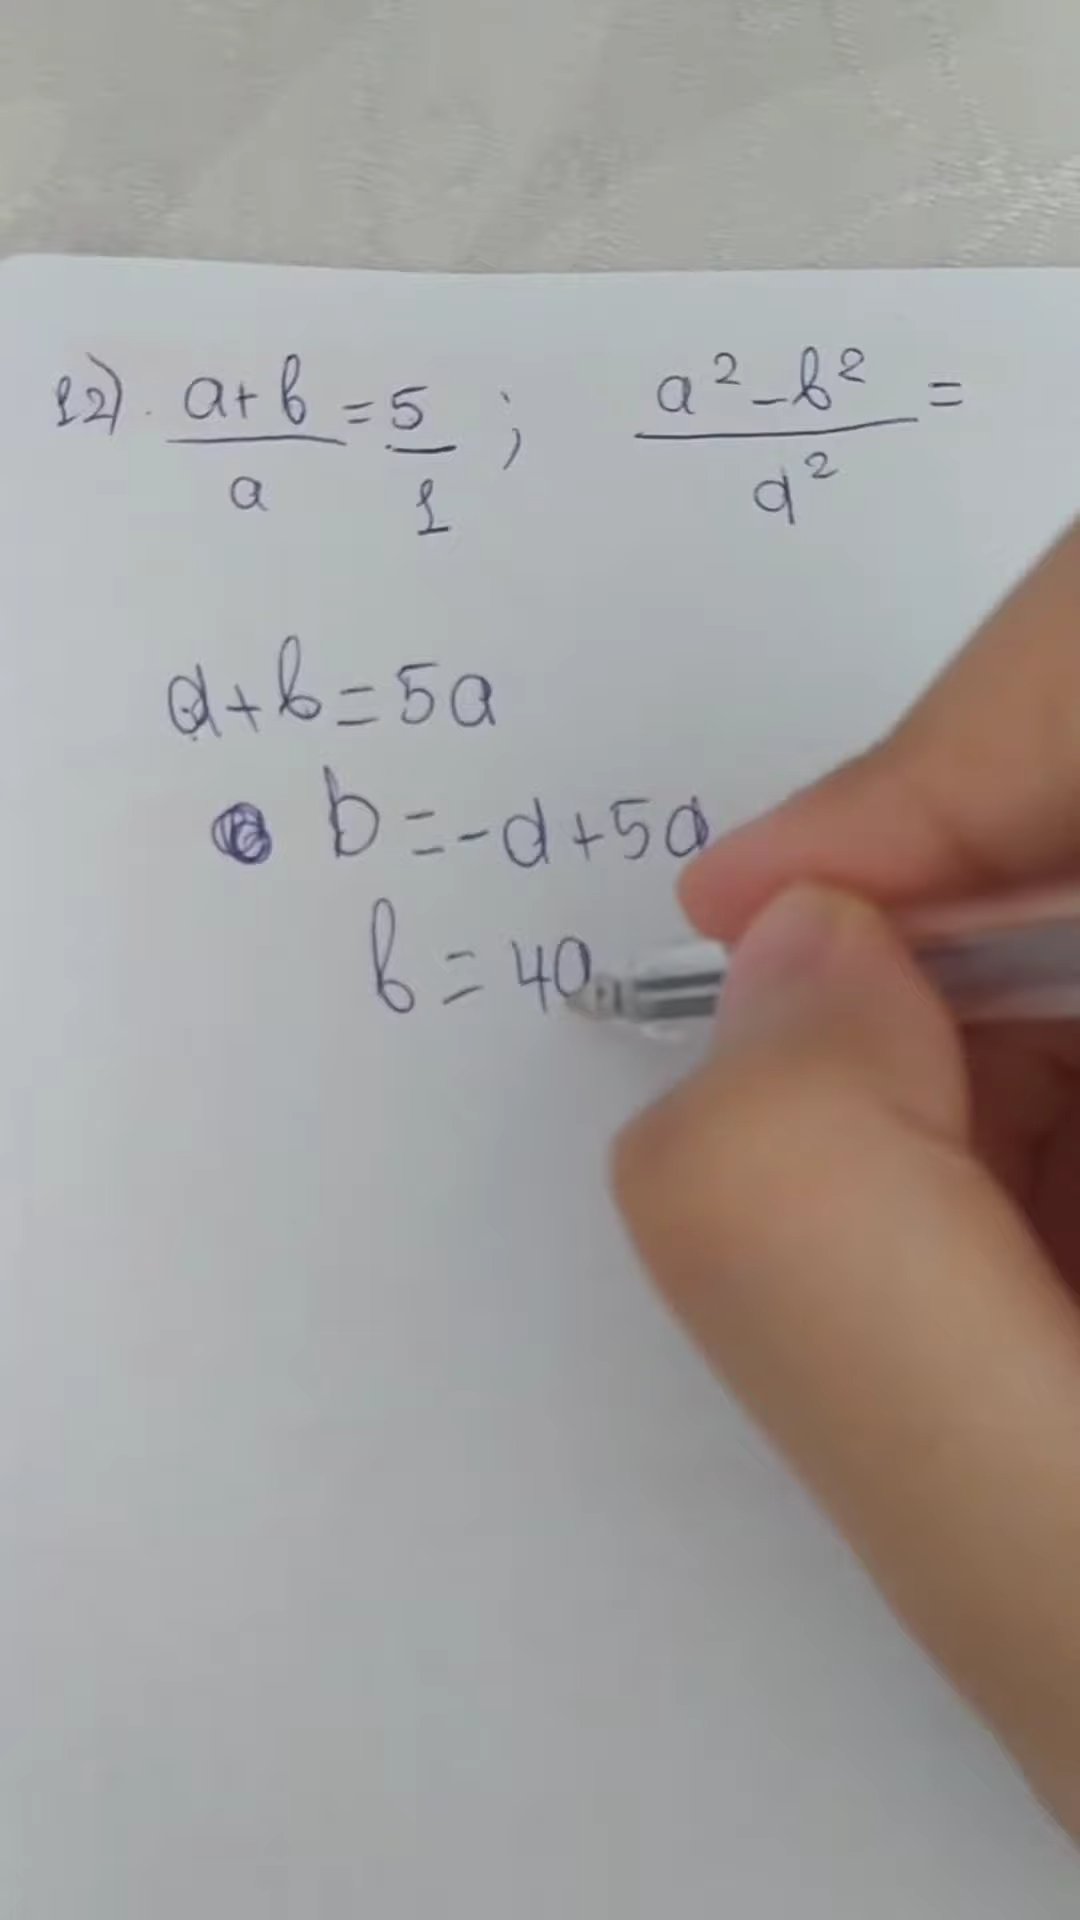 12). (a+b)/a = 5/1 ; (a²-b²)/a² =
a+b=5a
b=-a+5a
b=4a